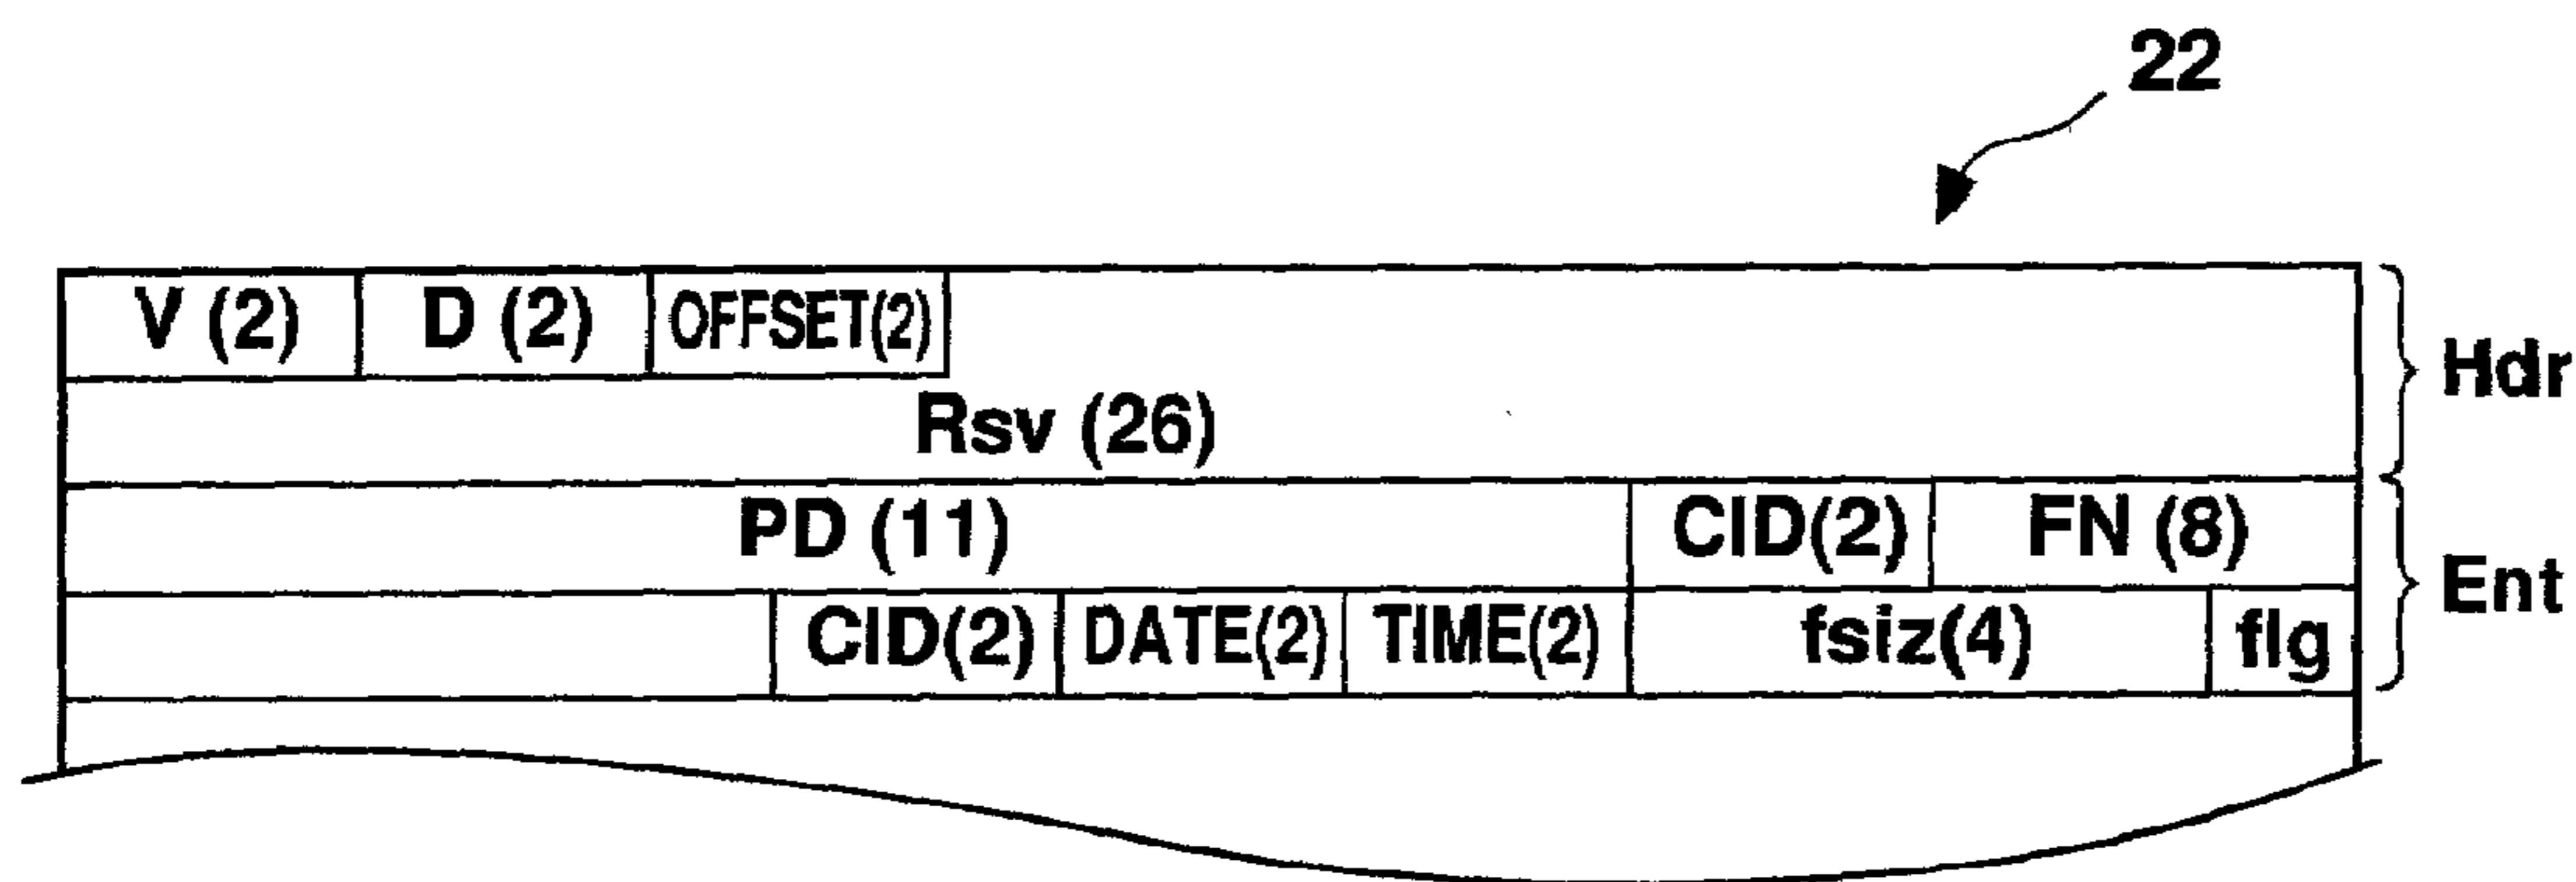 22
V (2) D (2) OFFSET(2)
Hdr
Rsv (26)
PD (11) CID(2) FN (8)
Ent
CID(2) DATE(2) TIME(2) fsiz(4) flg